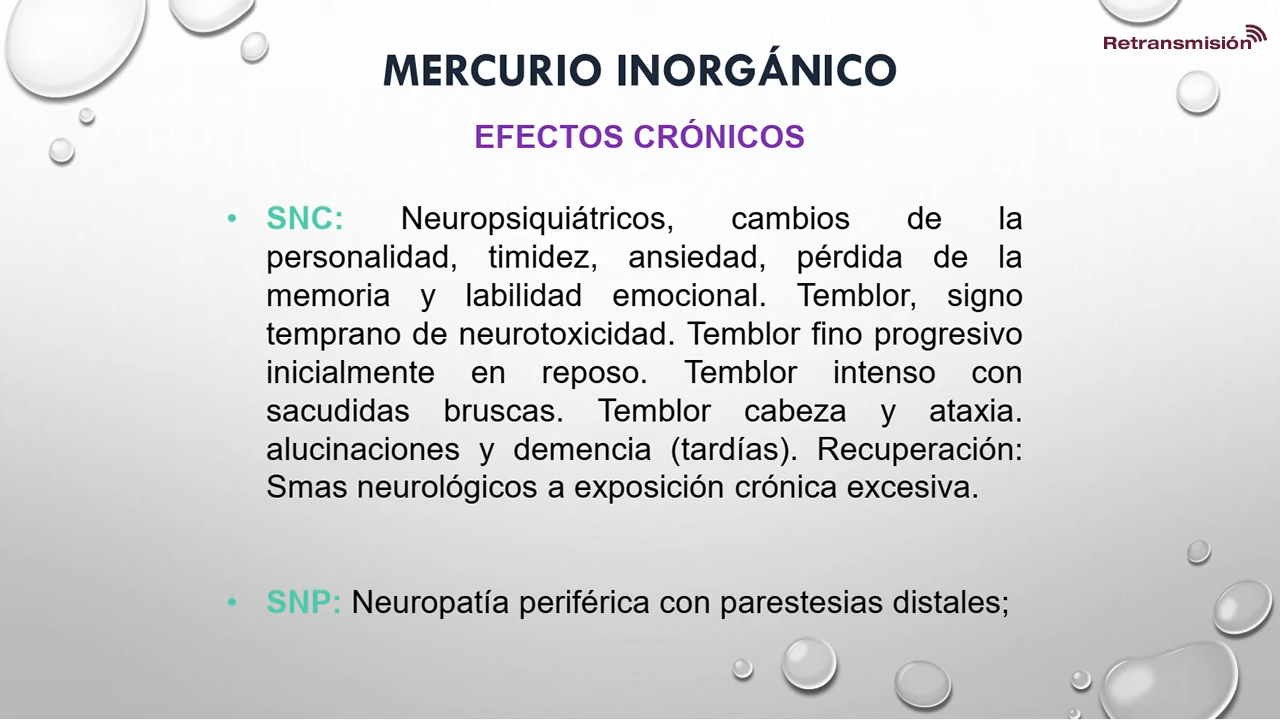 Retransmisión
MERCURIO INORGÁNICO
EFECTOS CRÓNICOS
• SNC: Neuropsiquiátricos, cambios de la
personalidad, timidez, ansiedad, pérdida de la
memoria y labilidad emocional. Temblor, signo
temprano de neurotoxicidad. Temblor fino progresivo
inicialmente en reposo. Temblor intenso con
sacudidas bruscas. Temblor cabeza y ataxia.
alucinaciones y demencia (tardías). Recuperación:
Smas neurológicos a exposición crónica excesiva.
• SNP: Neuropatía periférica con parestesias distales;